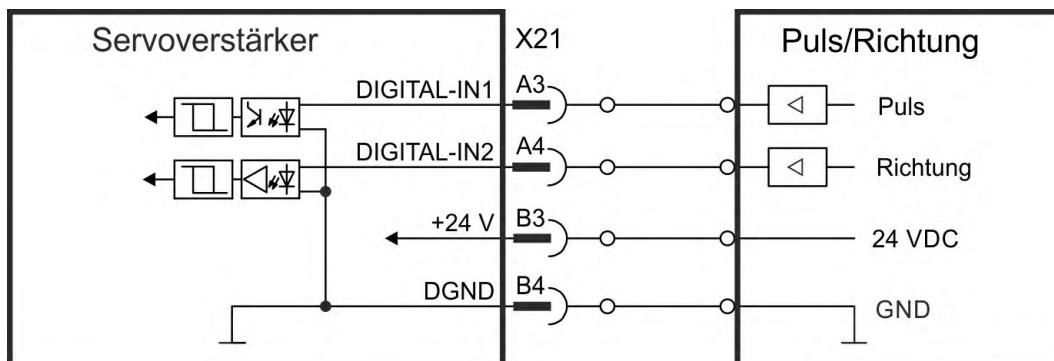 Servoverstärker
X21
Puls/Richtung
DIGITAL-IN1
A3
Puls
DIGITAL-IN2
A4
Richtung
+24 V
B3
24 VDC
DGND
B4
GND